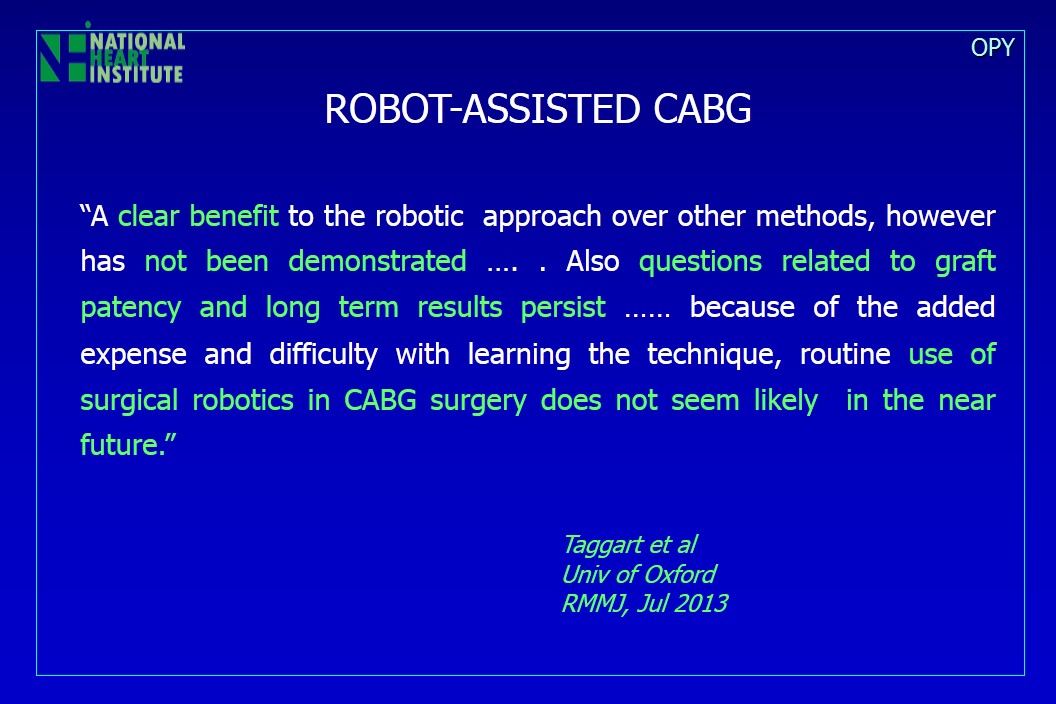 NATIONAL
HEART
INSTITUTE
OPY
ROBOT-ASSISTED CABG
“A clear benefit to the robotic approach over other methods, however
has not been demonstrated .... . Also questions related to graft
patency and long term results persist ...... because of the added
expense and difficulty with learning the technique, routine use of
surgical robotics in CABG surgery does not seem likely in the near
future.”
Taggart et al
Univ of Oxford
RMMJ, Jul 2013